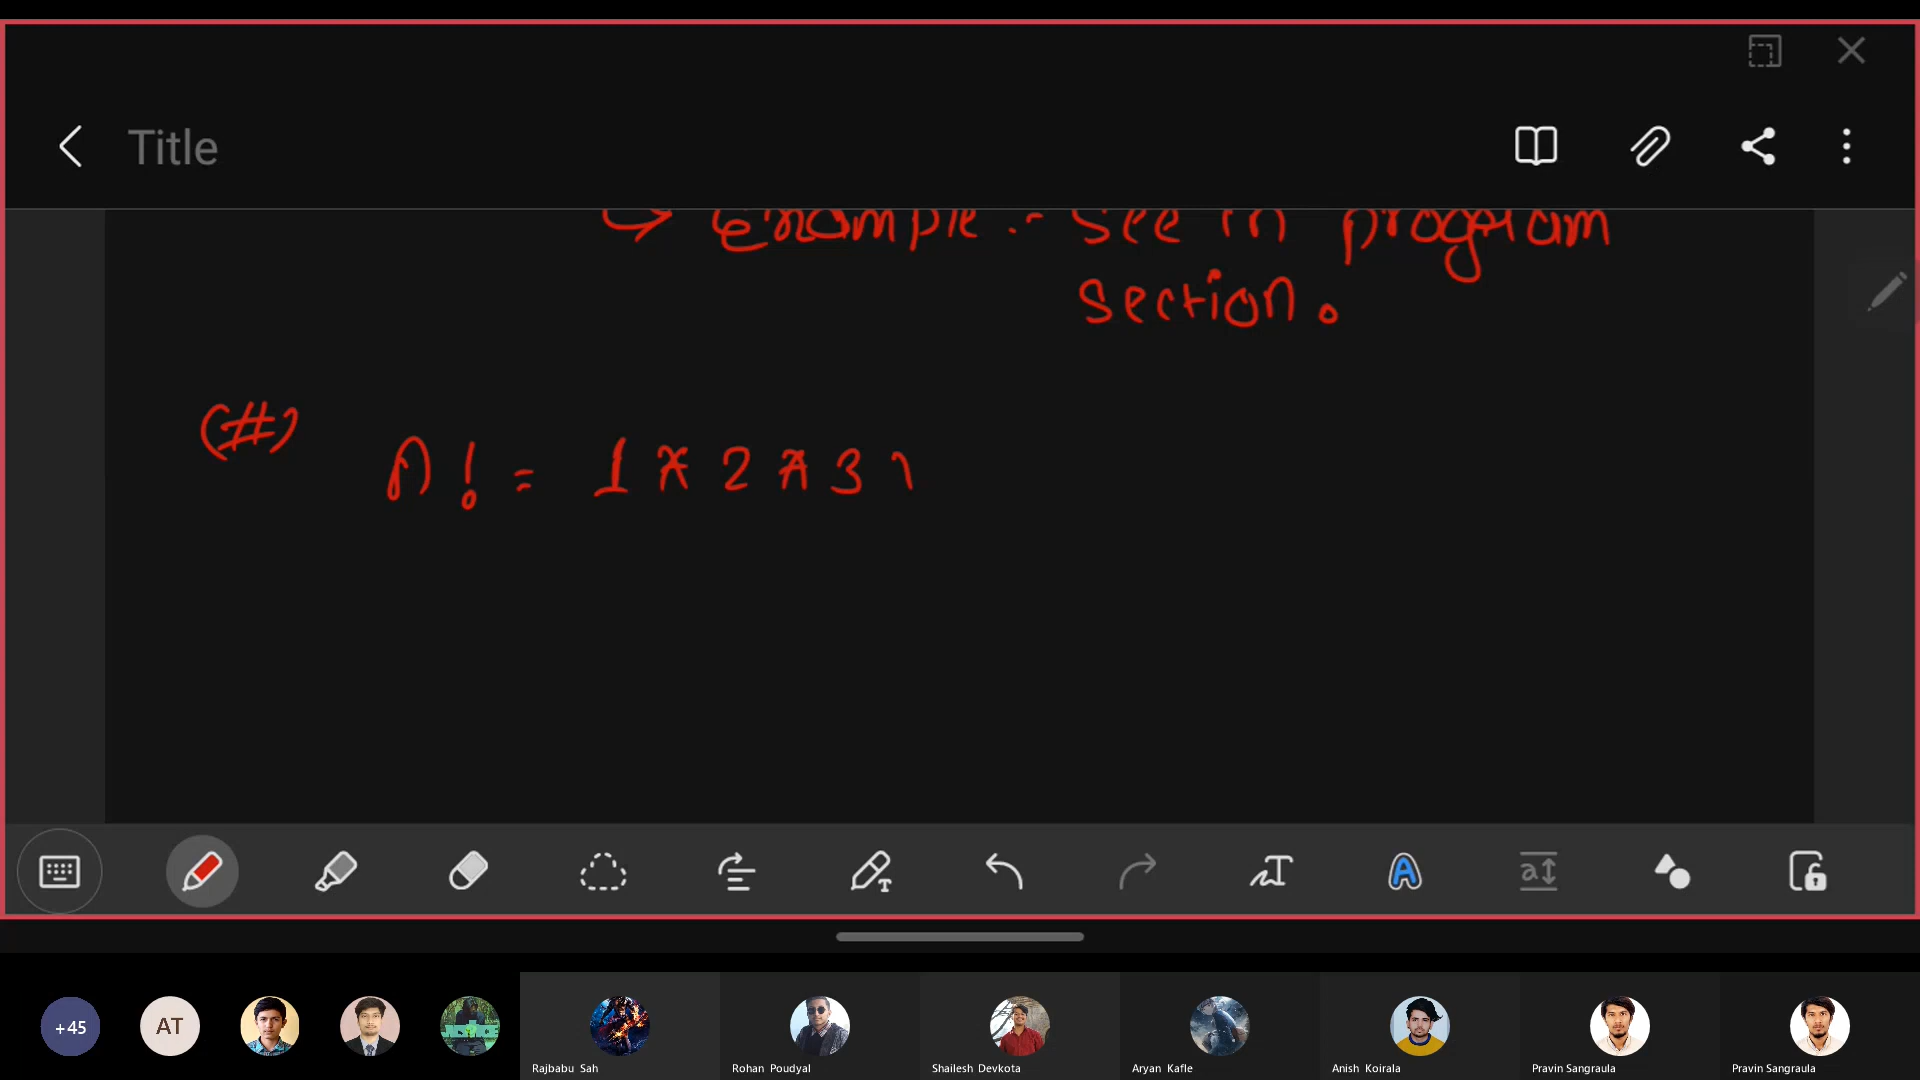 Title
↳ Example :- See in program
section.
(#)
n! = 1 * 2 * 3
T
T
A
a
+45
AT
JUSTICE
Rajbabu Sah
Rohan Poudyal
Shailesh Devkota
Aryan Kafle
Anish Koirala
Pravin Sangraula
Pravin Sangraula